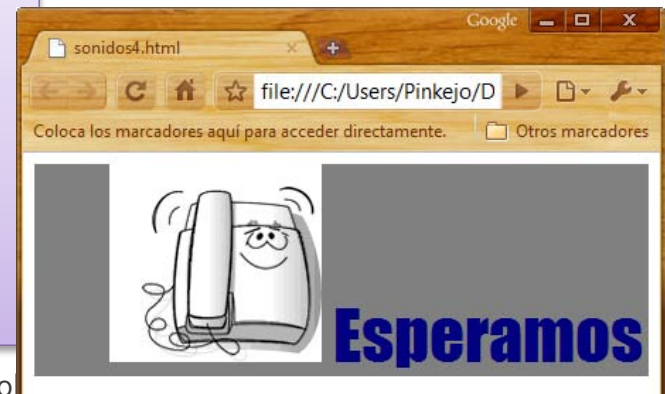 Google
sonidos4.html
file:///C:/Users/Pinkejo/D
Coloca los marcadores aquí para acceder directamente. Otros marcadores
Esperamos